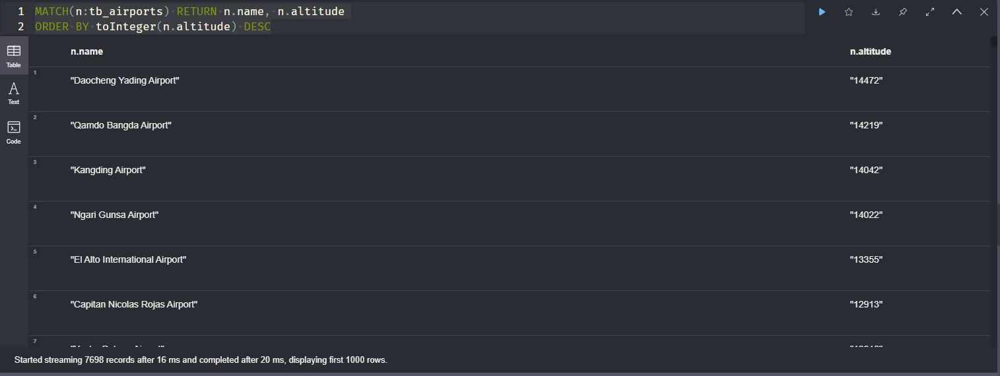 1 MATCH(n:tb_airports) RETURN n.name, n.altitude
2 ORDER BY toInteger(n.altitude) DESC
Table
Text
Code
n.name n.altitude
1 "Daocheng Yading Airport" "14472"
2 "Qamdo Bangda Airport" "14219"
3 "Kangding Airport" "14042"
4 "Ngari Gunsa Airport" "14022"
5 "El Alto International Airport" "13355"
6 "Capitan Nicolas Rojas Airport" "12913"
7
Started streaming 7698 records after 16 ms and completed after 20 ms, displaying first 1000 rows.